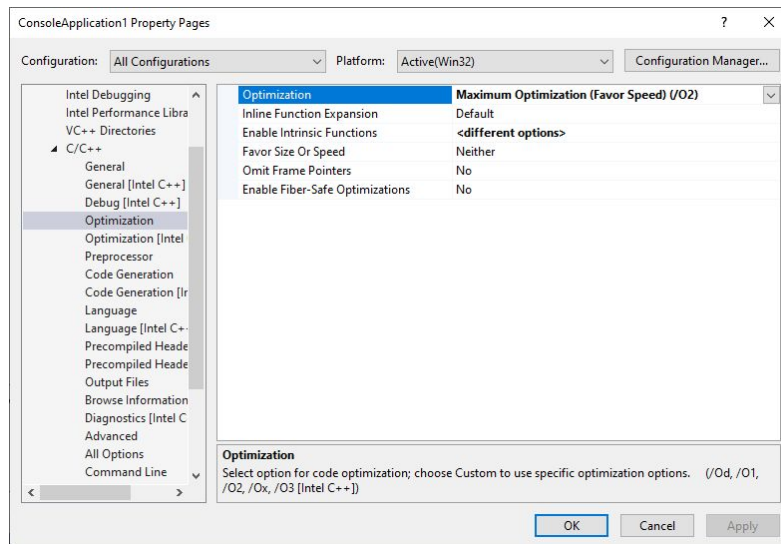 ConsoleApplication1 Property Pages
Configuration: All Configurations Platform: Active(Win32) Configuration Manager...
Intel Debugging
Intel Performance Libra
VC++ Directories
C/C++
General
General [Intel C++]
Debug [Intel C++]
Optimization
Optimization [Intel
Preprocessor
Code Generation
Code Generation [Ir
Language
Language [Intel C+
Precompiled Heade
Precompiled Heade
Output Files
Browse Information
Diagnostics [Intel C
Advanced
All Options
Command Line
Optimization Maximum Optimization (Favor Speed) (/O2)
Inline Function Expansion Default
Enable Intrinsic Functions <different options>
Favor Size Or Speed Neither
Omit Frame Pointers No
Enable Fiber-Safe Optimizations No
Optimization
Select option for code optimization; choose Custom to use specific optimization options. (/Od, /O1,
/O2, /Ox, /O3 [Intel C++])
OK Cancel Apply